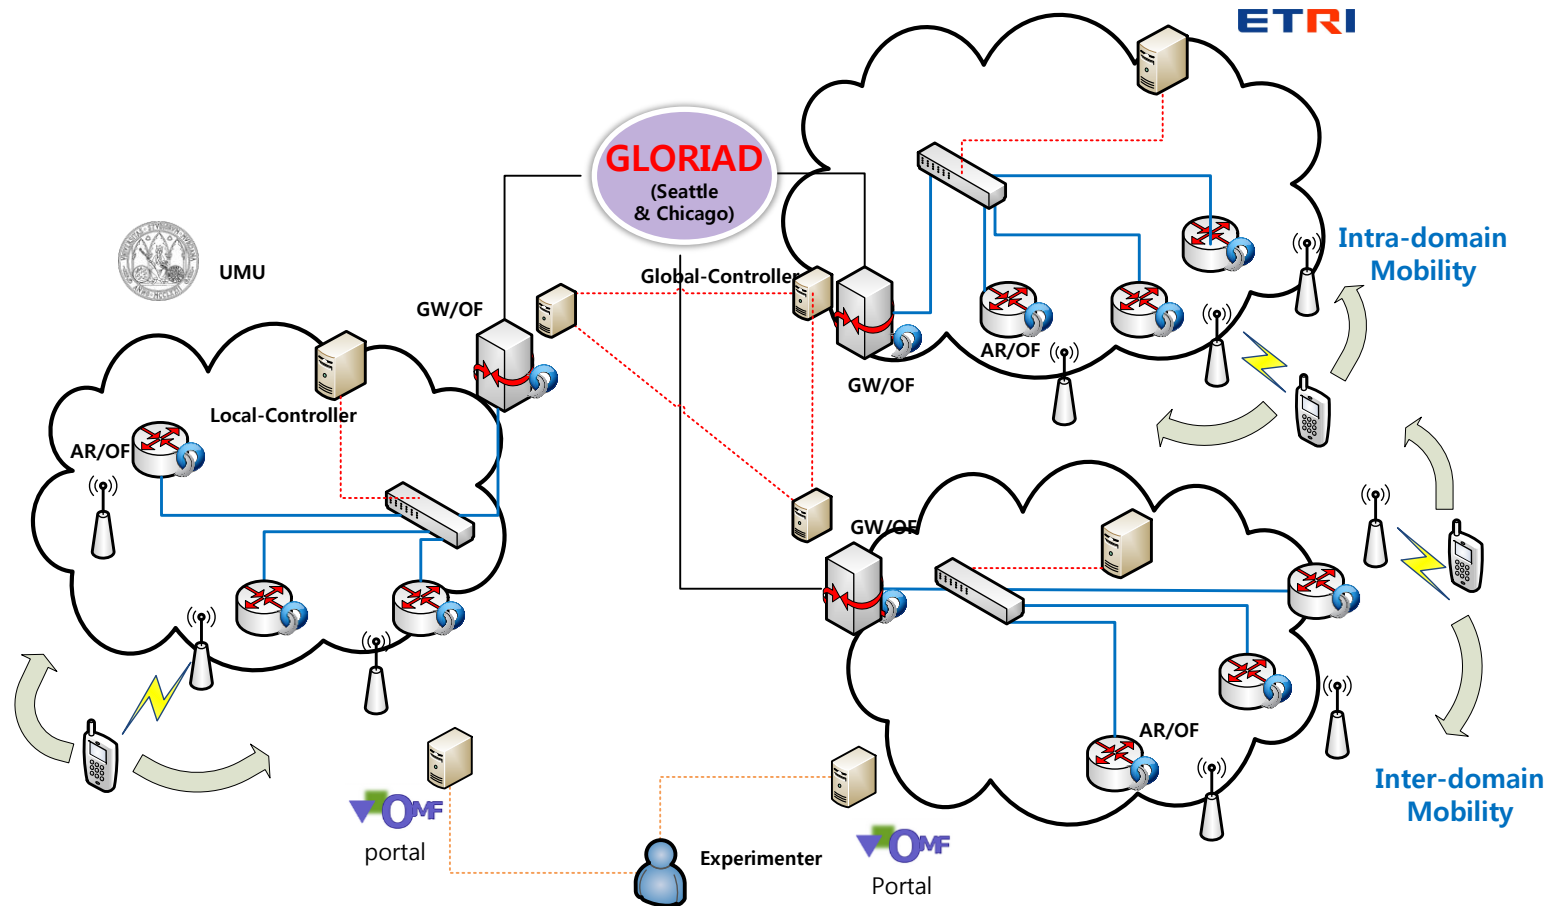 ETRI
GLORIAD
(Seattle
& Chicago)
Intra-domain
Mobility
UMU
Global-Controller
GW/OF
AR/OF
GW/OF
Local-Controller
AR/OF
GW/OF
AR/OF
Inter-domain
Mobility
OMF
portal
Experimenter
OMF
Portal